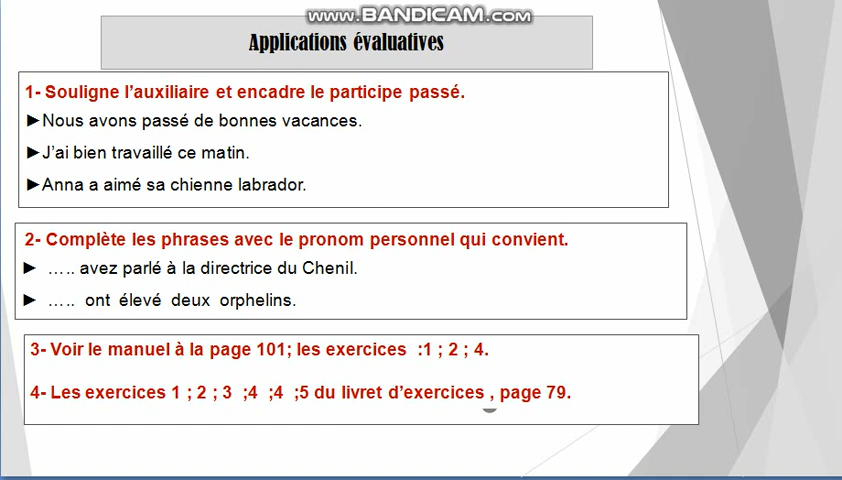 www.BANDICAM.com
Applications évaluatives
1- Souligne l’auxiliaire et encadre le participe passé.
►Nous avons passé de bonnes vacances.
►J’ai bien travaillé ce matin.
►Anna a aimé sa chienne labrador.
2- Complète les phrases avec le pronom personnel qui convient.
► ….. avez parlé à la directrice du Chenil.
► ….. ont élevé deux orphelins.
3- Voir le manuel à la page 101; les exercices :1 ; 2 ; 4.
4- Les exercices 1 ; 2 ; 3 ;4 ;4 ;5 du livret d’exercices , page 79.